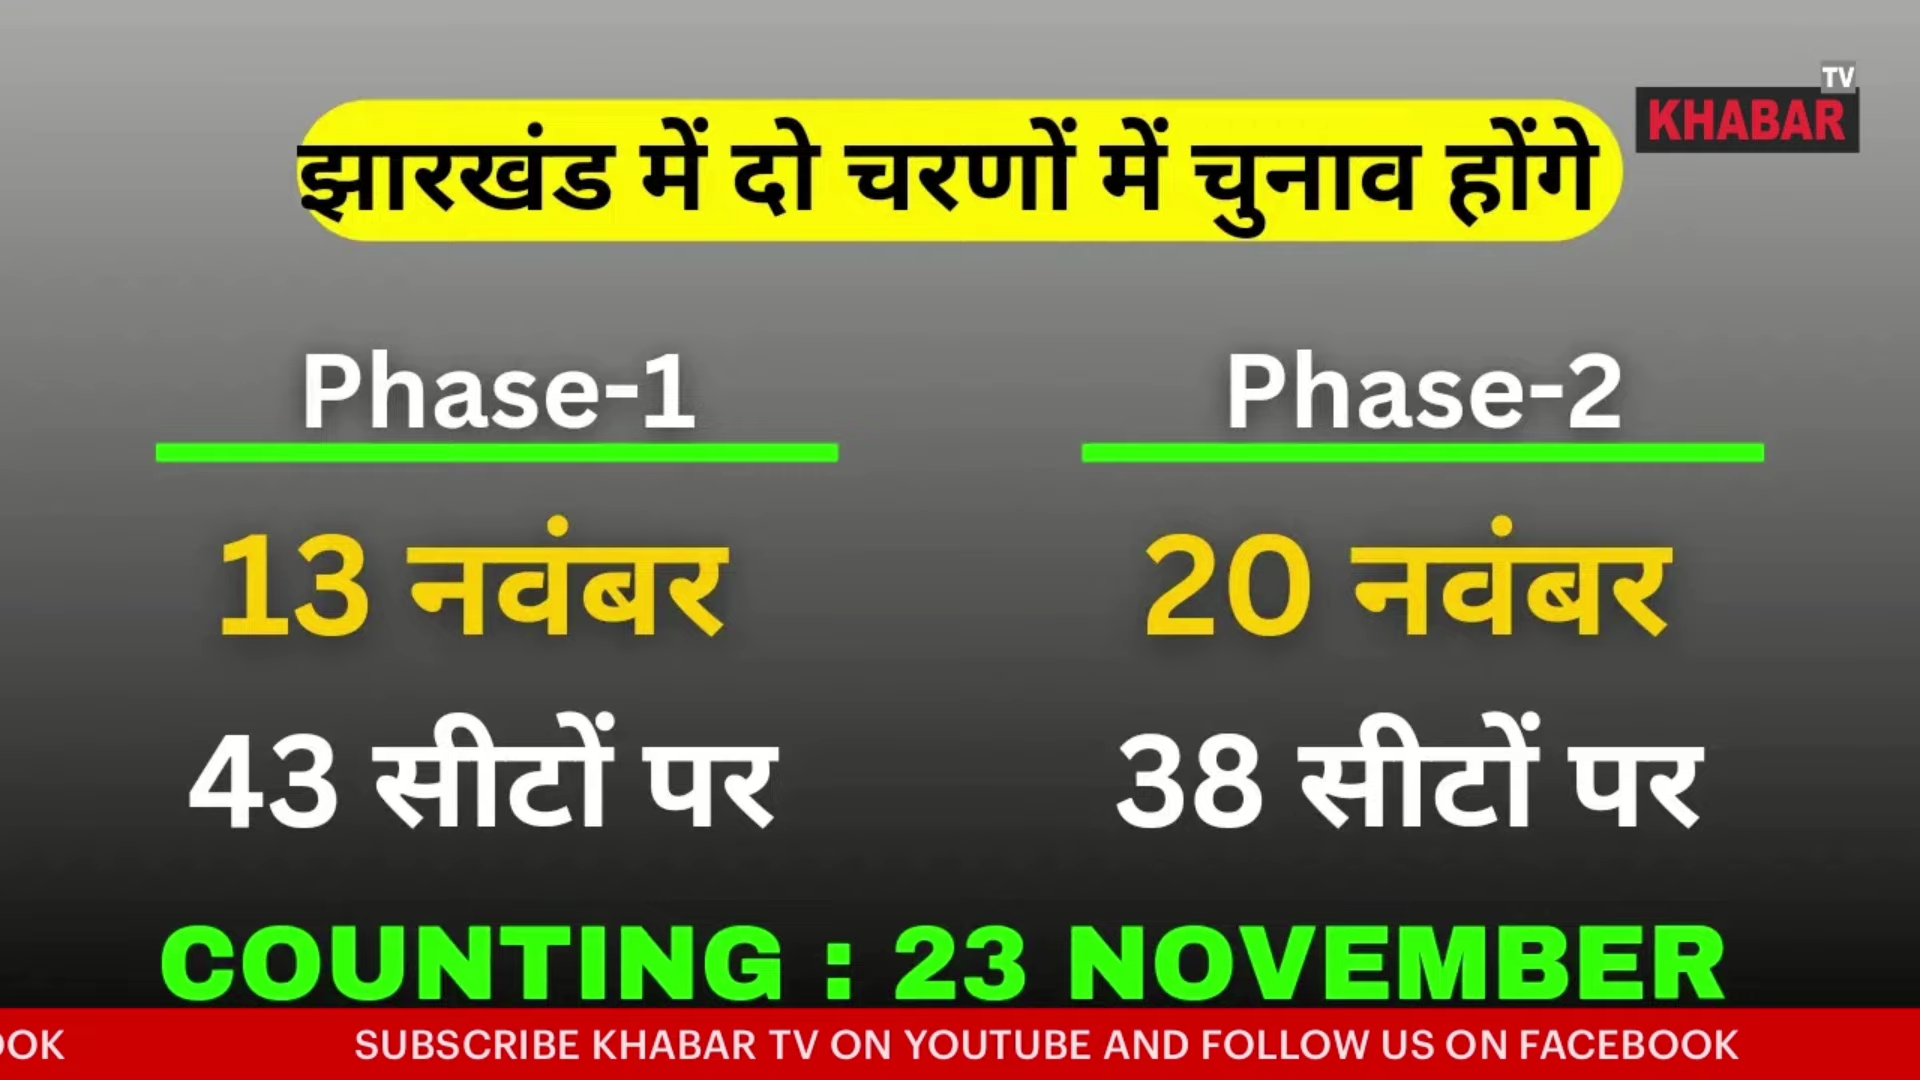 TV
KHABAR
झारखंड में दो चरणों में चुनाव होंगे
Phase-1
13 नवंबर
43 सीटों पर
Phase-2
20 नवंबर
38 सीटों पर
COUNTING : 23 NOVEMBER
OOK SUBSCRIBE KHABAR TV ON YOUTUBE AND FOLLOW US ON FACEBOOK